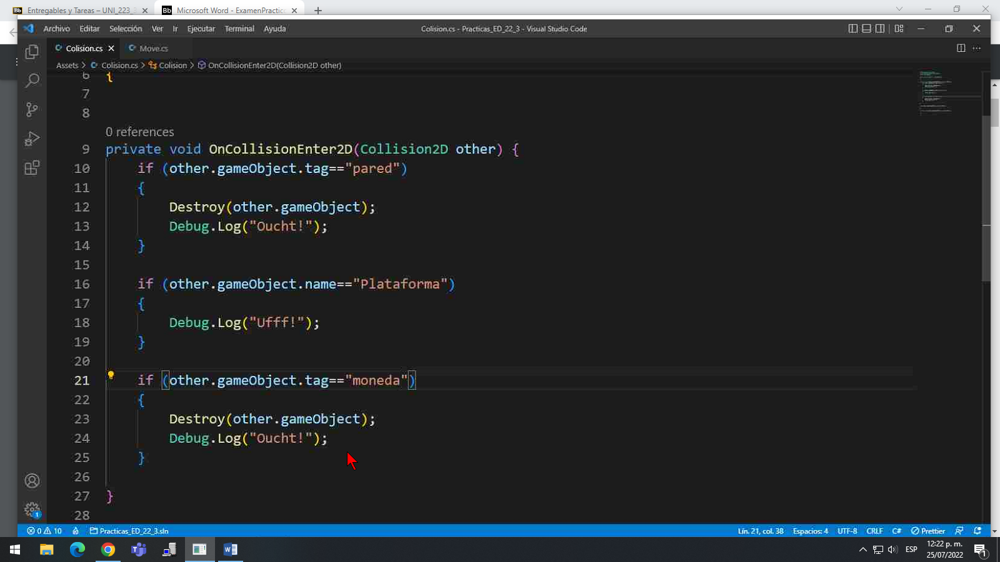 Entregables y Tareas – UNI_223_3
Microsoft Word - ExamenPractico
Archivo Editar Selección Ver Ir Ejecutar Terminal Ayuda
Colision.cs - Practicas_ED_22_3 - Visual Studio Code
Colision.cs
Move.cs
Assets > Colision.cs > Colision > OnCollisionEnter2D(Collision2D other)
6 {
7
8
0 references
9 private void OnCollisionEnter2D(Collision2D other) {
10 if (other.gameObject.tag=="pared")
11 {
12 Destroy(other.gameObject);
13 Debug.Log("Oucht!");
14 }
15
16 if (other.gameObject.name=="Plataforma")
17 {
18 Debug.Log("Ufff!");
19 }
20
21 if (other.gameObject.tag=="moneda")
22 {
23 Destroy(other.gameObject);
24 Debug.Log("Oucht!");
25 }
26
27 }
28
1
0 10 Practicas_ED_22_3.sln
Lín. 21, col. 38 Espacios: 4 UTF-8 CRLF C# Prettier
ESP
12:22 p. m.
25/07/2022
1